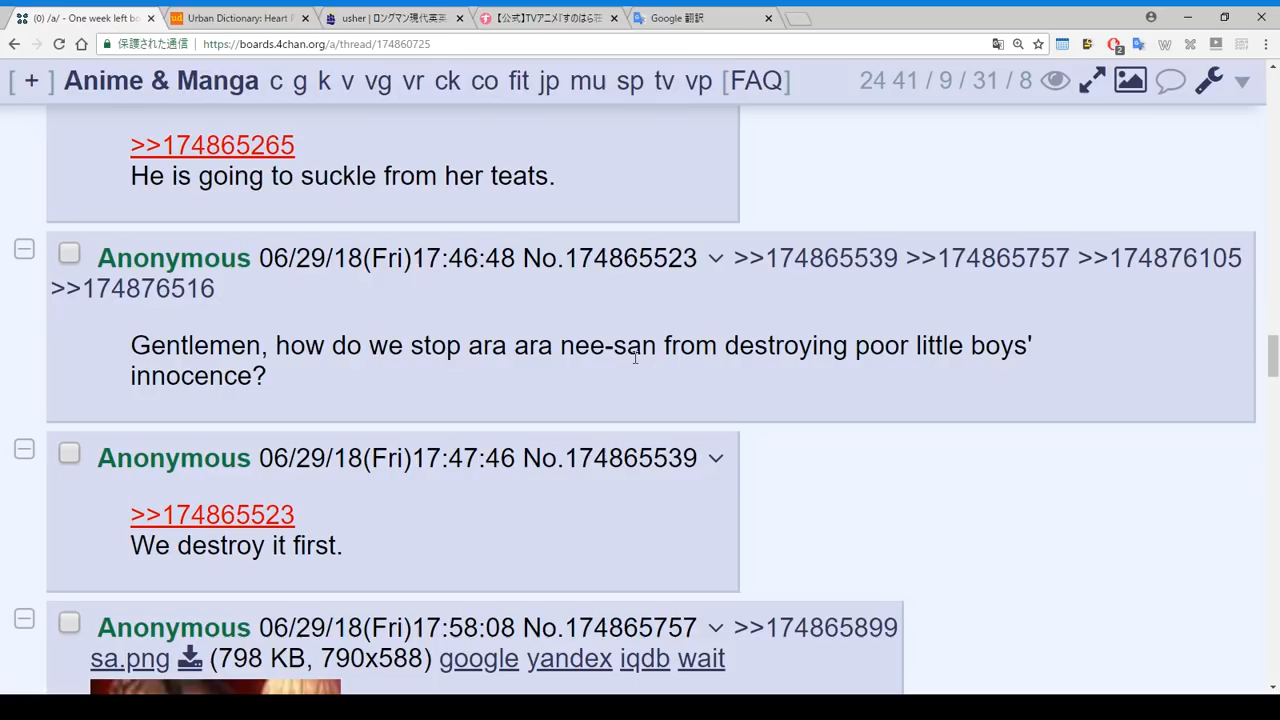 (0) /a/ - One week left bo
Urban Dictionary: Heart F
usher | ロングマン現代英英
【公式】TVアニメ『すのはら荘
Google 翻訳
保護された通信 | https://boards.4chan.org/a/thread/174860725
[ + ] Anime & Manga c g k v vg vr ck co fit jp mu sp tv vp [FAQ] 24 41 / 9 / 31 / 8
>>174865265
He is going to suckle from her teats.
Anonymous 06/29/18(Fri)17:46:48 No.174865523 >>174865539 >>174865757 >>174876105
>>174876516
Gentlemen, how do we stop ara ara nee-san from destroying poor little boys'
innocence?
Anonymous 06/29/18(Fri)17:47:46 No.174865539
>>174865523
We destroy it first.
Anonymous 06/29/18(Fri)17:58:08 No.174865757 >>174865899
sa.png (798 KB, 790x588) google yandex iqdb wait